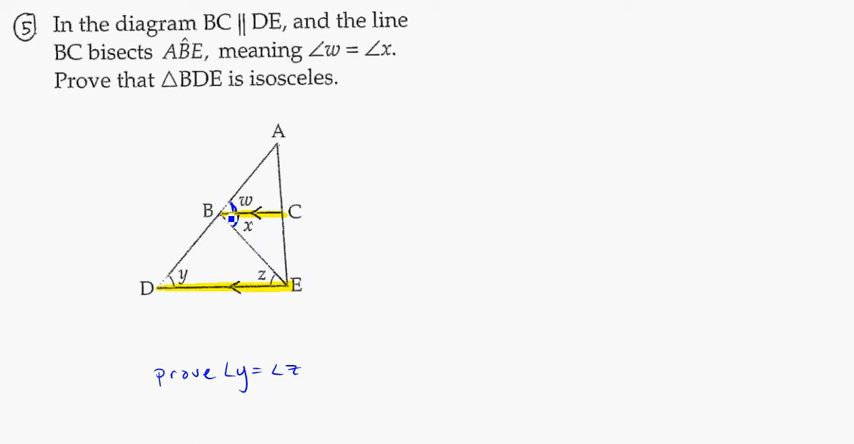 ⑤ In the diagram BC || DE, and the line
BC bisects AB̂E, meaning ∠w = ∠x.
Prove that △BDE is isosceles.
A
B
w
C
x
D
y
z
E
prove ∠y = ∠z